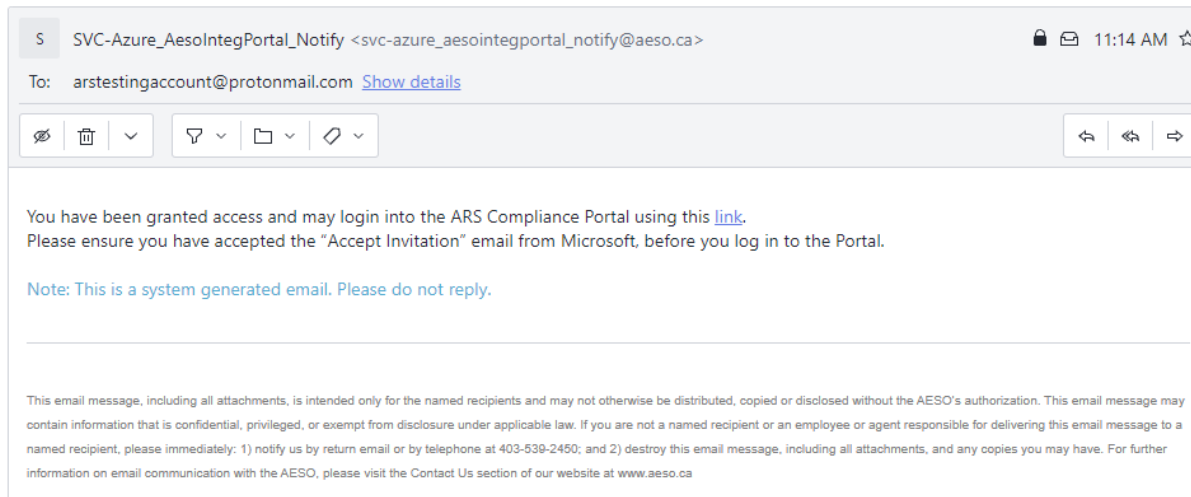 S SVC-Azure_AesoIntegPortal_Notify <svc-azure_aesointegportal_notify@aeso.ca> 11:14 AM
To: arstestingaccount@protonmail.com Show details
You have been granted access and may login into the ARS Compliance Portal using this link.
Please ensure you have accepted the “Accept Invitation” email from Microsoft, before you log in to the Portal.
Note: This is a system generated email. Please do not reply.
This email message, including all attachments, is intended only for the named recipients and may not otherwise be distributed, copied or disclosed without the AESO's authorization. This email message may
contain information that is confidential, privileged, or exempt from disclosure under applicable law. If you are not a named recipient or an employee or agent responsible for delivering this email message to a
named recipient, please immediately: 1) notify us by return email or by telephone at 403-539-2450; and 2) destroy this email message, including all attachments, and any copies you may have. For further
information on email communication with the AESO, please visit the Contact Us section of our website at www.aeso.ca